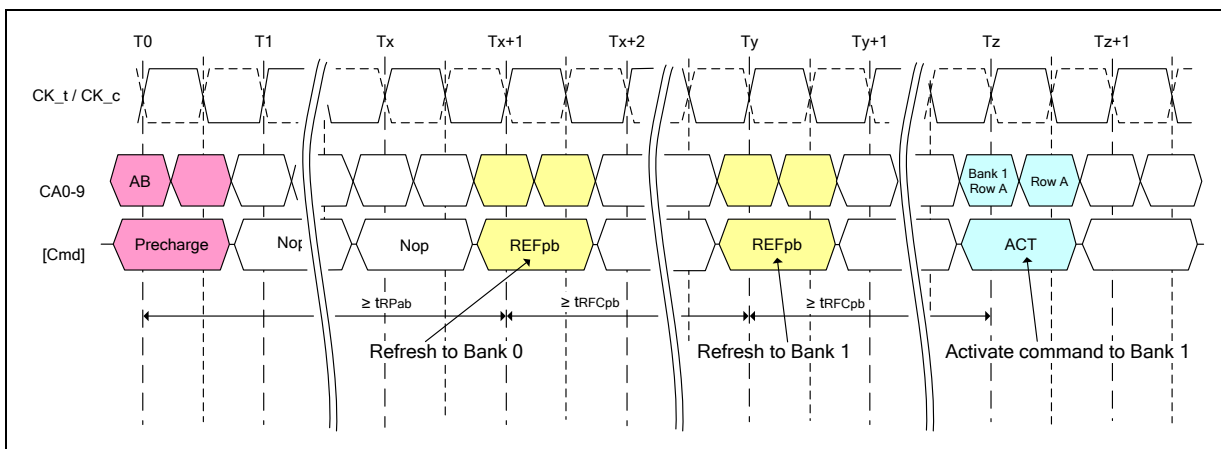 T0 T1 Tx Tx+1 Tx+2 Ty Ty+1 Tz Tz+1
CK_t / CK_c
CA0-9 AB Bank 1 Row A Row A
[Cmd] Precharge Nop Nop REFpb REFpb ACT
≥ tRPab ≥ tRFCpb ≥ tRFCpb
Refresh to Bank 0 Refresh to Bank 1 Activate command to Bank 1